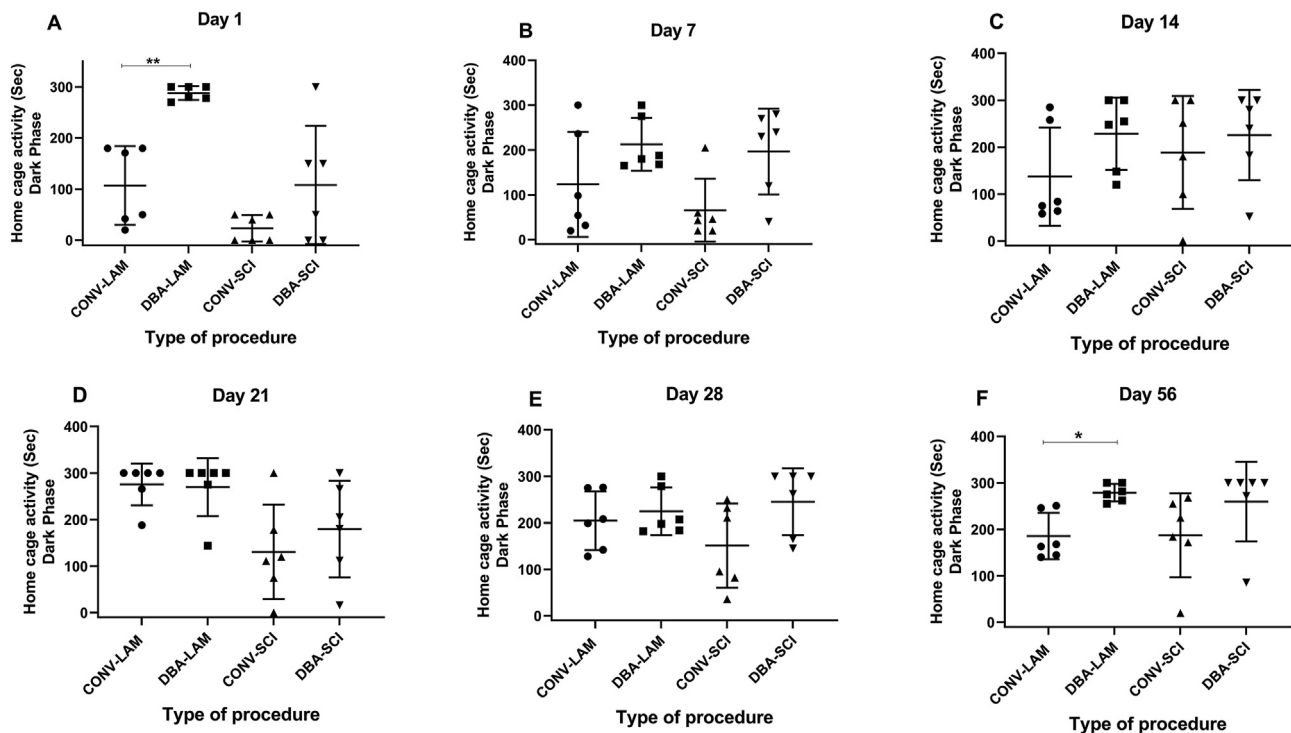 A
Day 1
**
Home cage activity (Sec)
Dark Phase
300
200
100
0
CONV-LAM
DBA-LAM
CONV-SCI
DBA-SCI
Type of procedure
B
Day 7
Home cage activity (Sec)
Dark Phase
400
300
200
100
0
CONV-LAM
DBA-LAM
CONV-SCI
DBA-SCI
Type of procedure
C
Day 14
Home cage activity (Sec)
Dark Phase
400
300
200
100
0
CONV-LAM
DBA-LAM
CONV-SCI
DBA-SCI
Type of procedure
D
Day 21
Home cage activity (Sec)
Dark Phase
400
300
200
100
0
CONV-LAM
DBA-LAM
CONV-SCI
DBA-SCI
Type of procedure
E
Day 28
Home cage activity (Sec)
Dark Phase
400
300
200
100
0
CONV-LAM
DBA-LAM
CONV-SCI
DBA-SCI
Type of procedure
F
Day 56
*
Home cage activity (Sec)
Dark Phase
400
300
200
100
0
CONV-LAM
DBA-LAM
CONV-SCI
DBA-SCI
Type of procedure